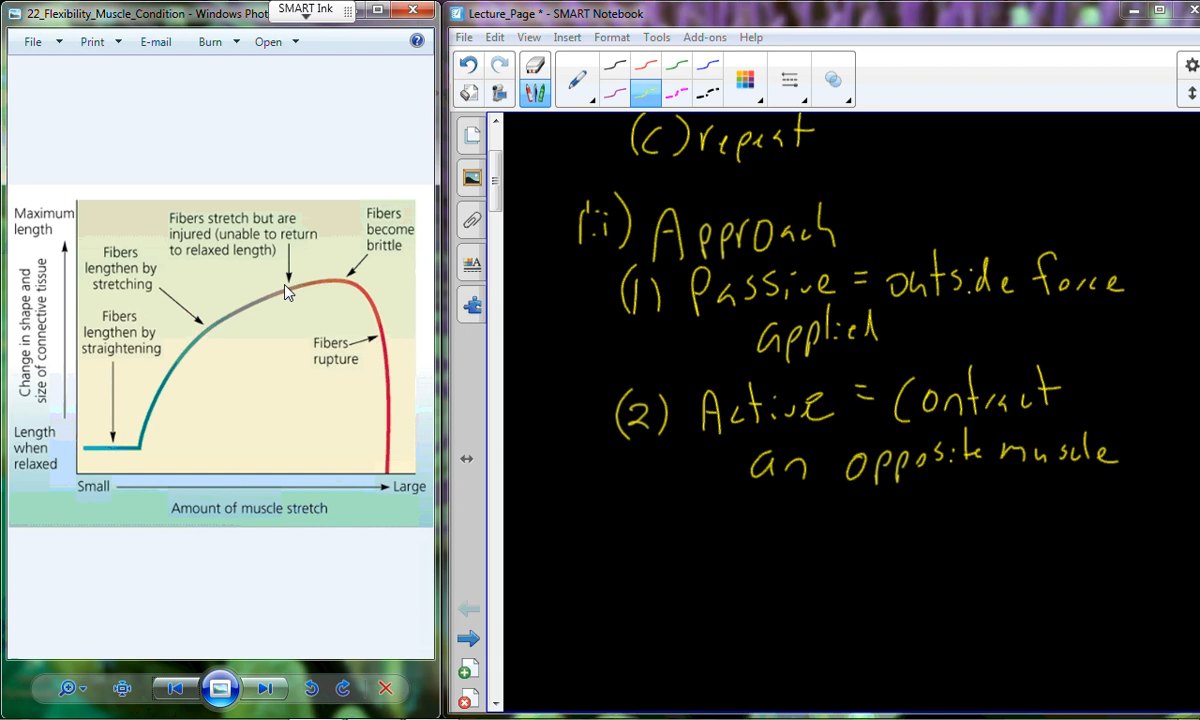 22_Flexibility_Muscle_Condition - Windows Phot
SMART Ink
File Print E-mail Burn Open
Maximum
length
Change in shape and
size of connective tissue
Length
when
relaxed
Fibers
lengthen by
straightening
Fibers
lengthen by
stretching
Fibers stretch but are
injured (unable to return
to relaxed length)
Fibers
become
brittle
Fibers
rupture
Small Large
Amount of muscle stretch
Lecture_Page * - SMART Notebook
File Edit View Insert Format Tools Add-ons Help
(c) repeat
(ii) Approach
(1) Passive = outside force
applied
(2) Active = Contract
an opposite muscle